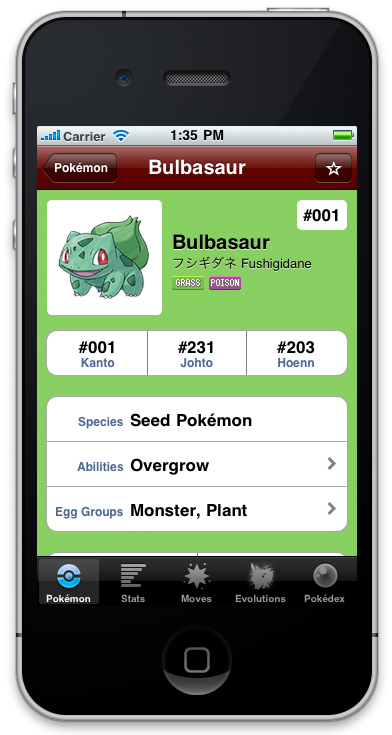 Carrier 1:35 PM
Pokémon Bulbasaur
#001
Bulbasaur
フシギダネ Fushigidane
GRASS POISON
#001 #231 #203
Kanto Johto Hoenn
Species Seed Pokémon
Abilities Overgrow
Egg Groups Monster, Plant
Pokémon Stats Moves Evolutions Pokédex